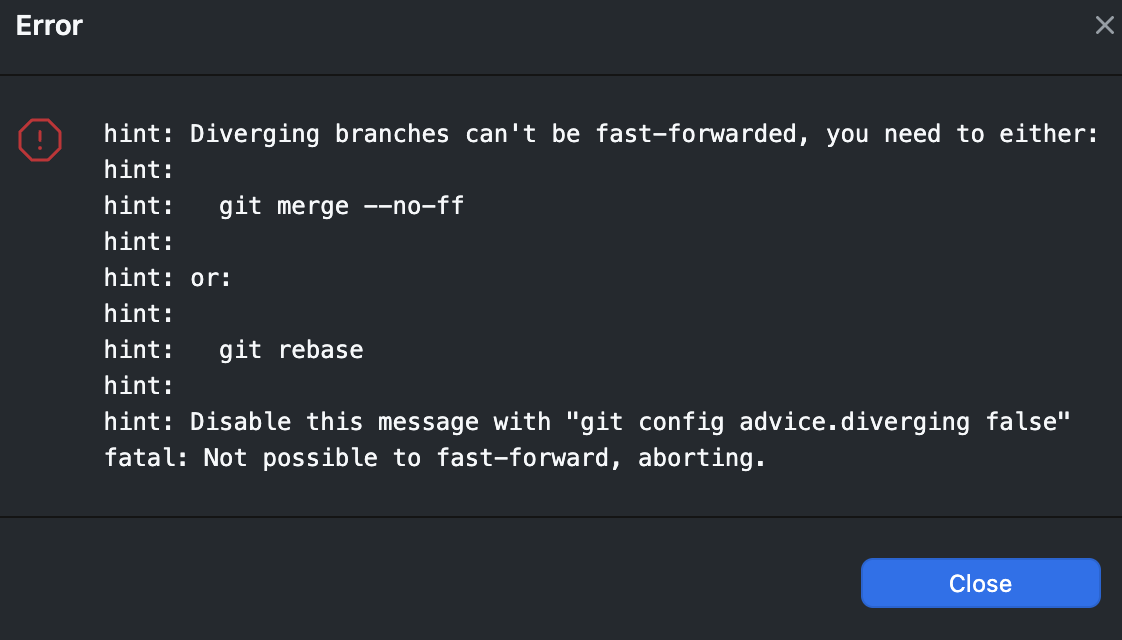 Error
hint: Diverging branches can't be fast-forwarded, you need to either:
hint:
hint:   git merge --no-ff
hint:
hint: or:
hint:
hint:   git rebase
hint:
hint: Disable this message with "git config advice.diverging false"
fatal: Not possible to fast-forward, aborting.
Close